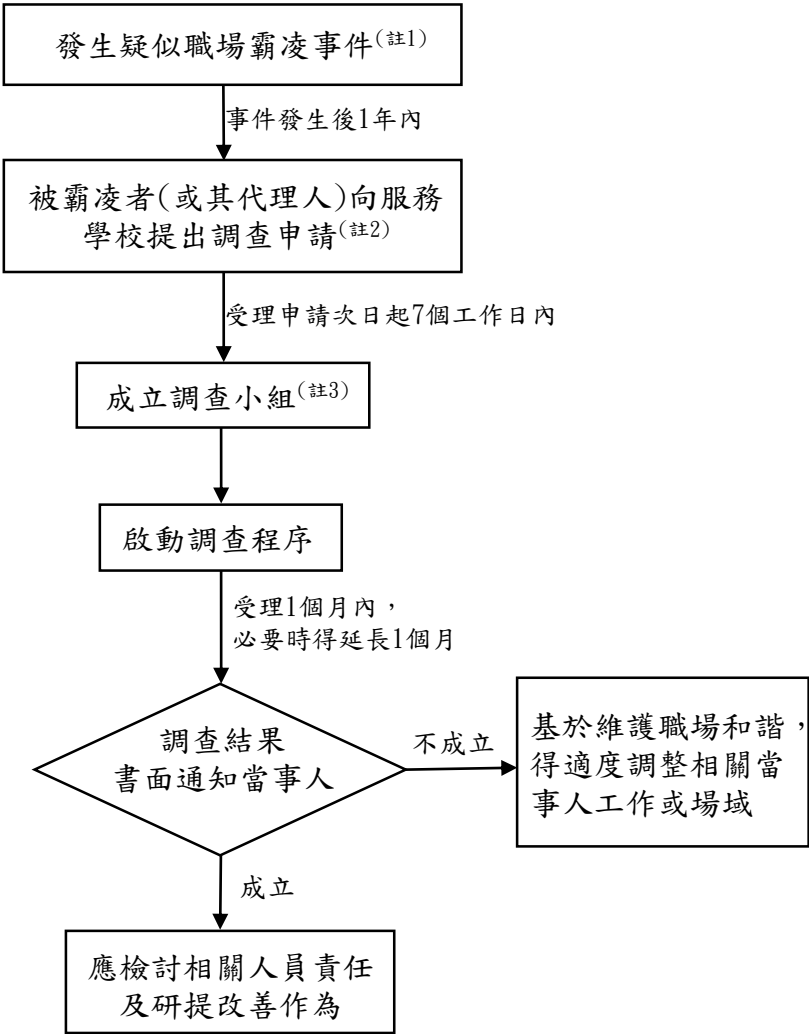 發生疑似職場霸凌事件(註1)
事件發生後1年內
被霸凌者(或其代理人)向服務
學校提出調查申請(註2)
受理申請次日起7個工作日內
成立調查小組(註3)
啟動調查程序
受理1個月內，
必要時得延長1個月
調查結果
書面通知當事人
不成立
基於維護職場和諧，
得適度調整相關當
事人工作或場域
成立
應檢討相關人員責任
及研提改善作為